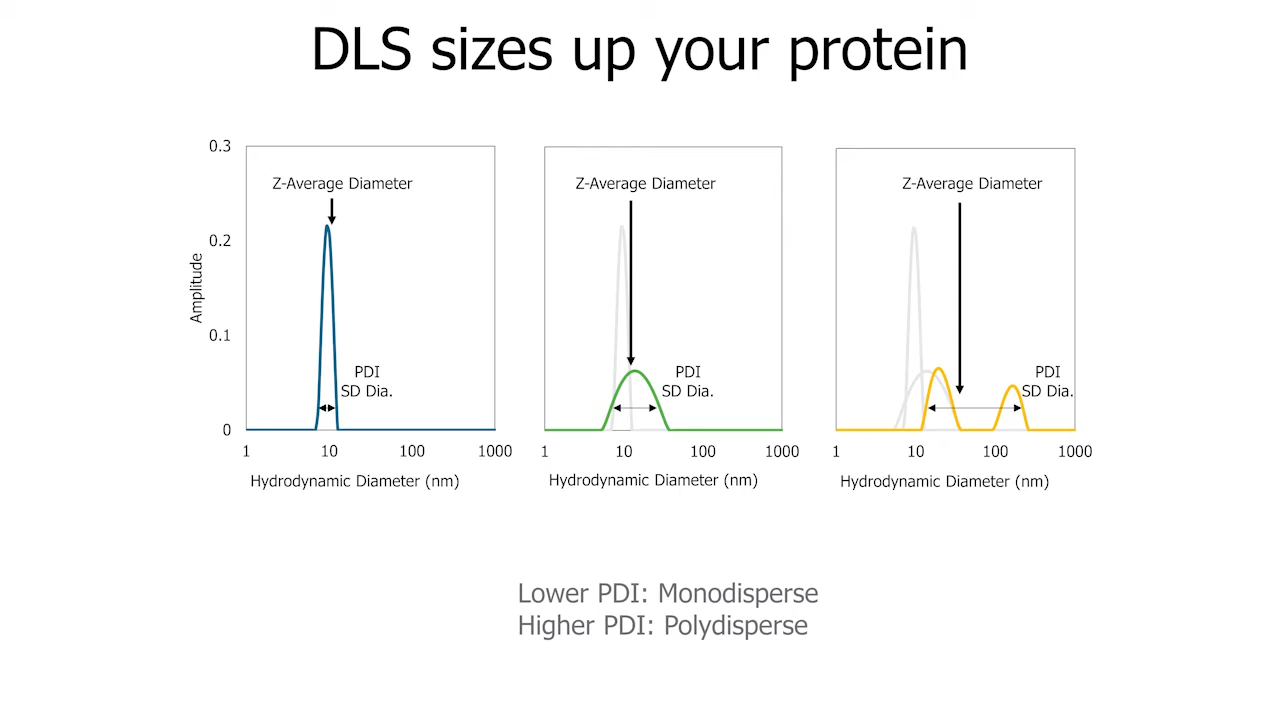 DLS sizes up your protein
0.3
0.2
0.1
0
Amplitude
Z-Average Diameter
PDI
SD Dia.
1 10 100 1000
Hydrodynamic Diameter (nm)
Z-Average Diameter
PDI
SD Dia.
1 10 100 1000
Hydrodynamic Diameter (nm)
Z-Average Diameter
PDI
SD Dia.
1 10 100 1000
Hydrodynamic Diameter (nm)
Lower PDI: Monodisperse
Higher PDI: Polydisperse